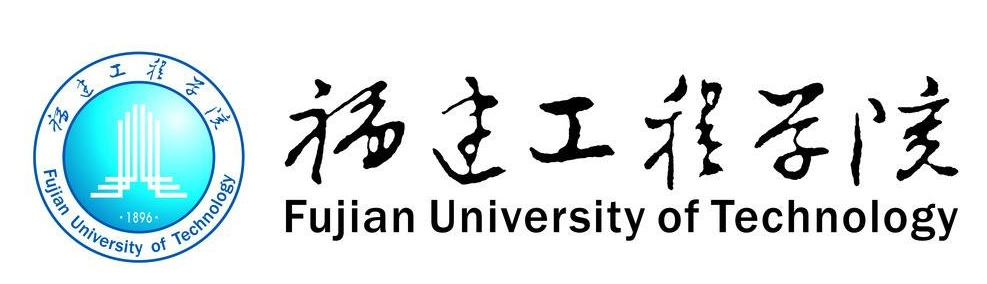 福建工程学院
Fujian University of Technology
·1896·
福建工程学院
Fujian University of Technology